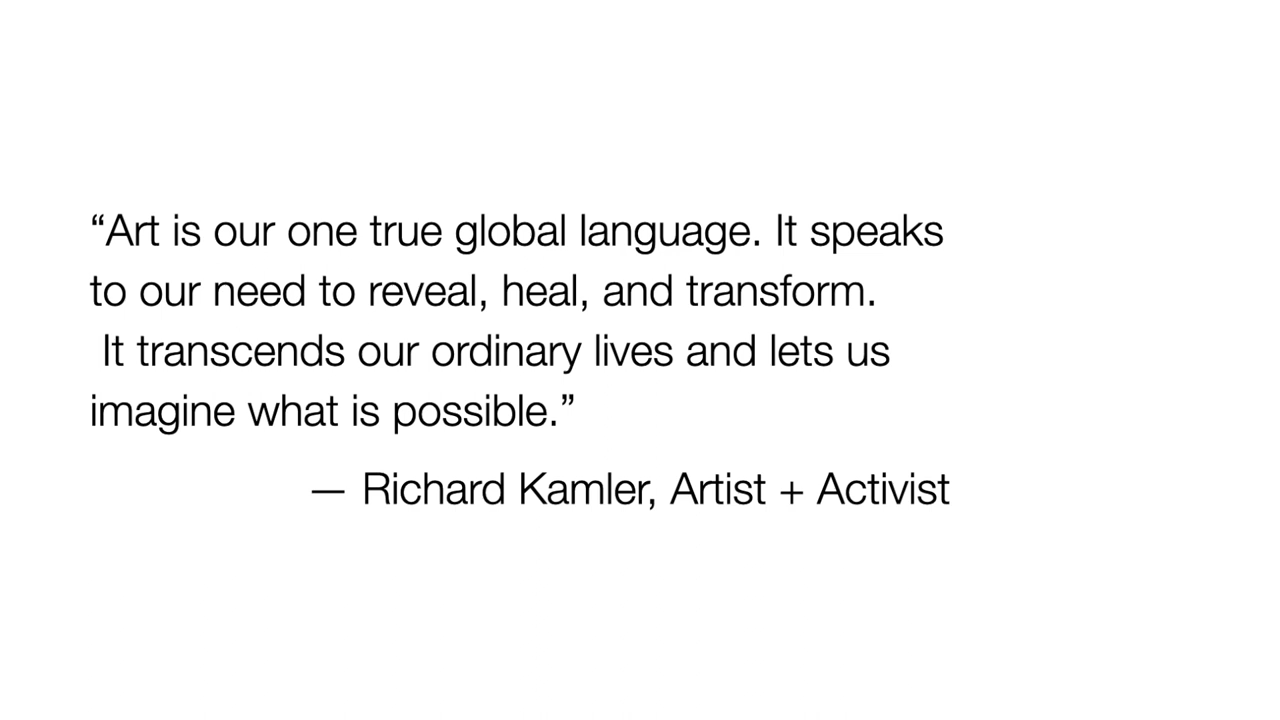 “Art is our one true global language. It speaks
to our need to reveal, heal, and transform.
It transcends our ordinary lives and lets us
imagine what is possible.”
— Richard Kamler, Artist + Activist